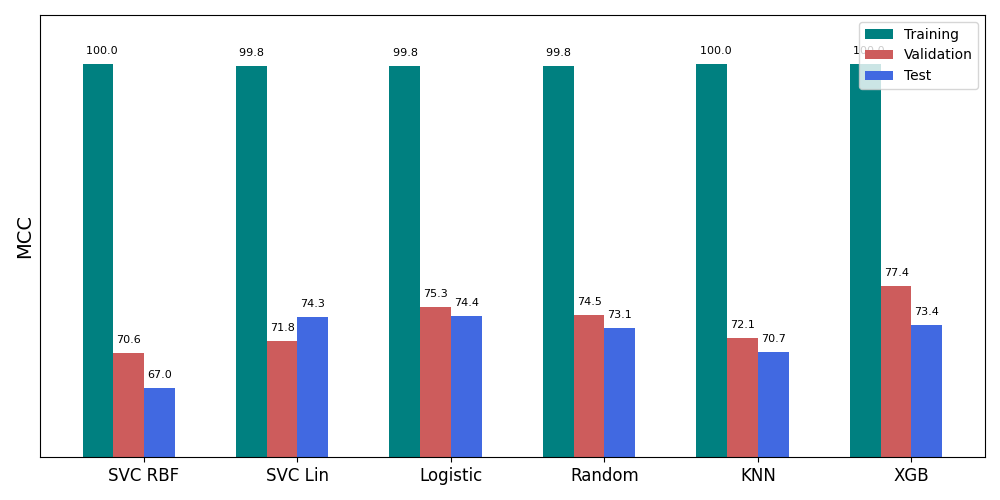 MCC
100.0
99.8
99.8
99.8
100.0
100.0
70.6
67.0
71.8
74.3
75.3
74.4
74.5
73.1
72.1
70.7
77.4
73.4
Training
Validation
Test
SVC RBF
SVC Lin
Logistic
Random
KNN
XGB